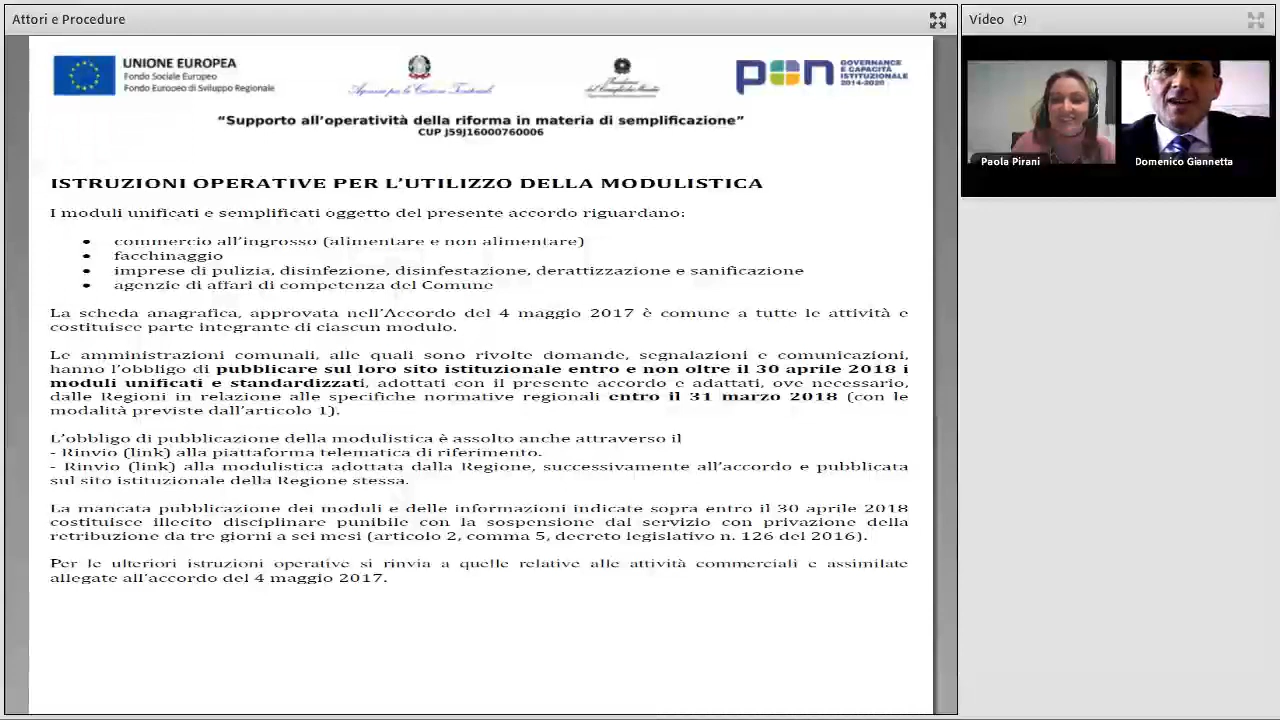 Attori e Procedure
Video (2)
UNIONE EUROPEA
Fondo Sociale Europeo
Fondo Europeo di Sviluppo Regionale
Agenzia per la Coesione Territoriale
pon
GOVERNANCE
E CAPACITÀ
ISTITUZIONALE
2014-2020
“Supporto all’operatività della riforma in materia di semplificazione”
CUP J59J16000760006
ISTRUZIONI OPERATIVE PER L’UTILIZZO DELLA MODULISTICA
I moduli unificati e semplificati oggetto del presente accordo riguardano:
• commercio all’ingrosso (alimentare e non alimentare)
• facchinaggio
• imprese di pulizia, disinfezione, disinfestazione, derattizzazione e sanificazione
• agenzie di affari di competenza del Comune
La scheda anagrafica, approvata nell’Accordo del 4 maggio 2017 è comune a tutte le attività e
costituisce parte integrante di ciascun modulo.
Le amministrazioni comunali, alle quali sono rivolte domande, segnalazioni e comunicazioni,
hanno l’obbligo di pubblicare sul loro sito istituzionale entro e non oltre il 30 aprile 2018 i
moduli unificati e standardizzati, adottati con il presente accordo e adattati, ove necessario,
dalle Regioni in relazione alle specifiche normative regionali entro il 31 marzo 2018 (con le
modalità previste dall’articolo 1).
L’obbligo di pubblicazione della modulistica è assolto anche attraverso il
- Rinvio (link) alla piattaforma telematica di riferimento.
- Rinvio (link) alla modulistica adottata dalla Regione, successivamente all’accordo e pubblicata
sul sito istituzionale della Regione stessa.
La mancata pubblicazione dei moduli e delle informazioni indicate sopra entro il 30 aprile 2018
costituisce illecito disciplinare punibile con la sospensione dal servizio con privazione della
retribuzione da tre giorni a sei mesi (articolo 2, comma 5, decreto legislativo n. 126 del 2016).
Per le ulteriori istruzioni operative si rinvia a quelle relative alle attività commerciali e assimilate
allegate all’accordo del 4 maggio 2017.
Paola Pirani
Domenico Giannetta